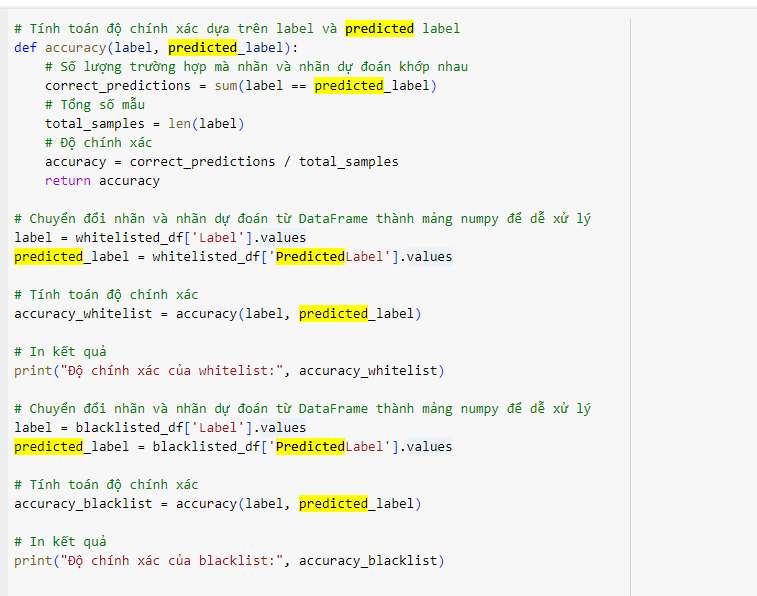 # Tính toán độ chính xác dựa trên label và predicted label
def accuracy(label, predicted_label):
    # Số lượng trường hợp mà nhãn và nhãn dự đoán khớp nhau
    correct_predictions = sum(label == predicted_label)
    # Tổng số mẫu
    total_samples = len(label)
    # Độ chính xác
    accuracy = correct_predictions / total_samples
    return accuracy

# Chuyển đổi nhãn và nhãn dự đoán từ DataFrame thành mảng numpy để dễ xử lý
label = whitelisted_df['Label'].values
predicted_label = whitelisted_df['PredictedLabel'].values

# Tính toán độ chính xác
accuracy_whitelist = accuracy(label, predicted_label)

# In kết quả
print("Độ chính xác của whitelist:", accuracy_whitelist)

# Chuyển đổi nhãn và nhãn dự đoán từ DataFrame thành mảng numpy để dễ xử lý
label = blacklisted_df['Label'].values
predicted_label = blacklisted_df['PredictedLabel'].values

# Tính toán độ chính xác
accuracy_blacklist = accuracy(label, predicted_label)

# In kết quả
print("Độ chính xác của blacklist:", accuracy_blacklist)